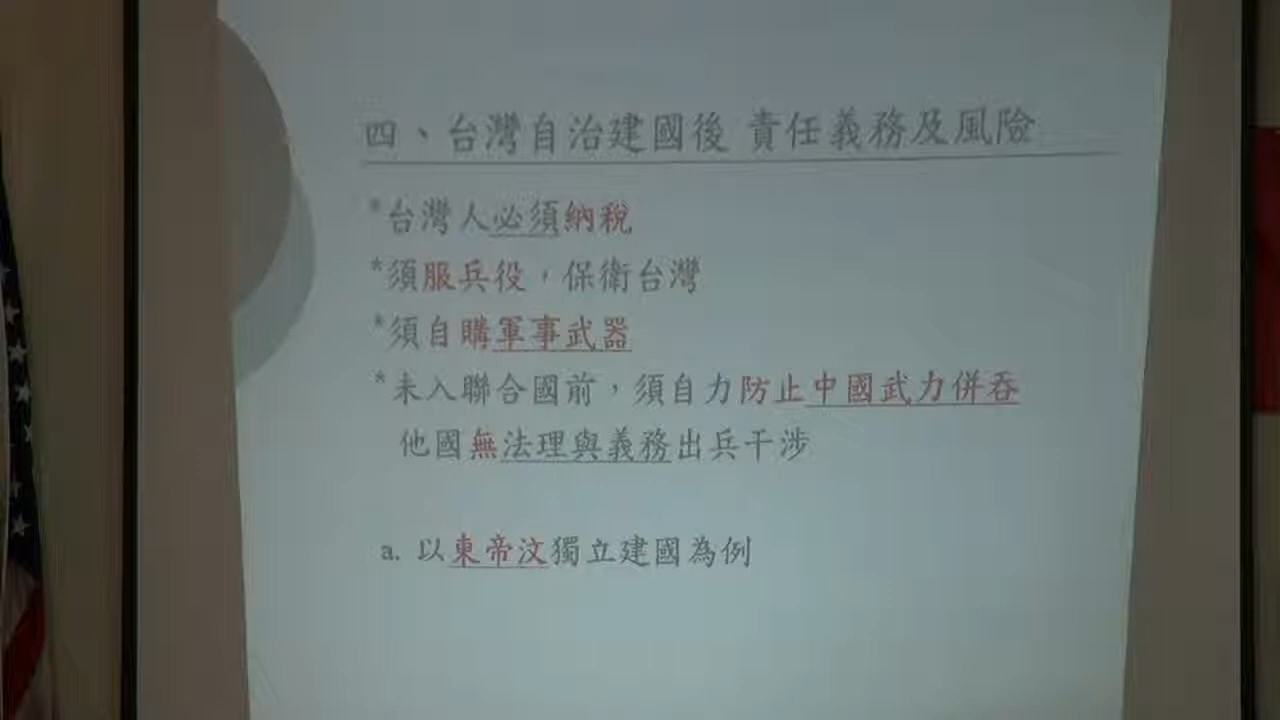 四、台灣自治建國後 責任義務及風險
*台灣人必須納稅
*須服兵役，保衛台灣
*須自購軍事武器
*未入聯合國前，須自力防止中國武力併吞
他國無法理與義務出兵干涉
a. 以東帝汶獨立建國為例